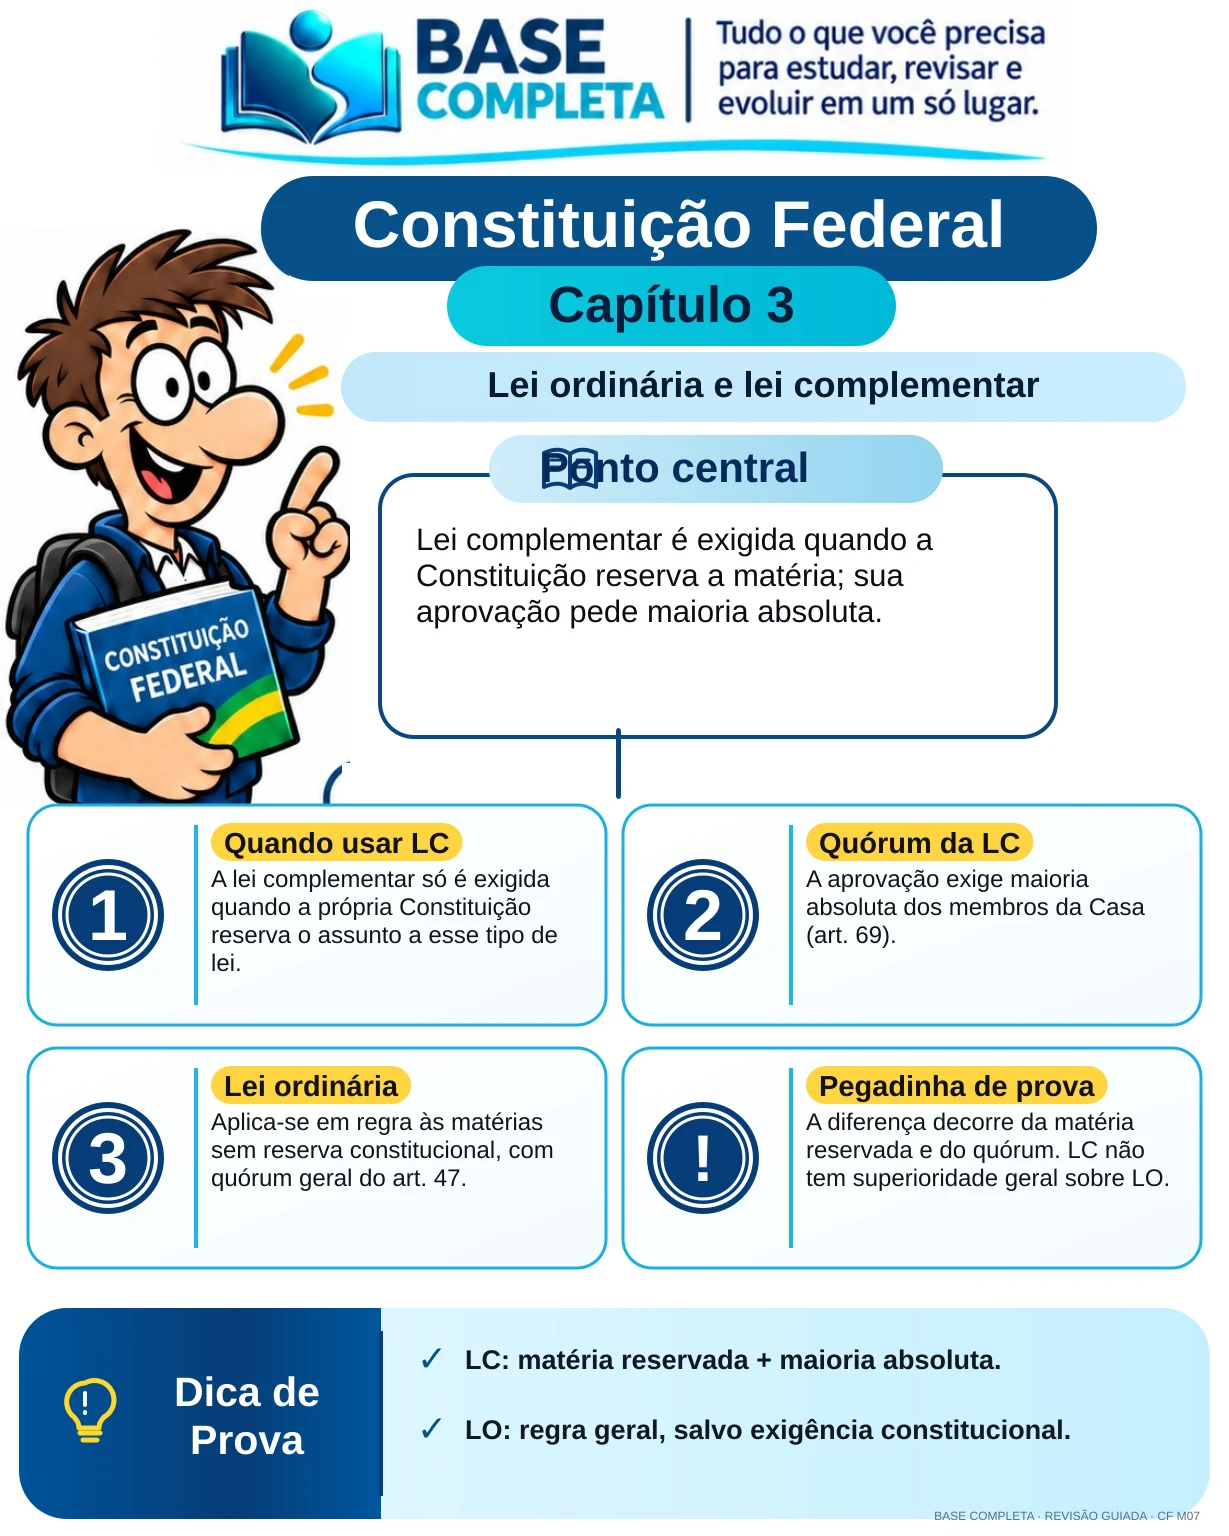 BASE
COMPLETA
Tudo o que você precisa
para estudar, revisar e
evoluir em um só lugar.
Constituição Federal
Capítulo 3
Lei ordinária e lei complementar
Ponto central
Lei complementar é exigida quando a
Constituição reserva a matéria; sua
aprovação pede maioria absoluta.
CONSTITUIÇÃO
FEDERAL
1
Quando usar LC
A lei complementar só é exigida
quando a própria Constituição
reserva o assunto a esse tipo de
lei.
2
Quórum da LC
A aprovação exige maioria
absoluta dos membros da Casa
(art. 69).
3
Lei ordinária
Aplica-se em regra às matérias
sem reserva constitucional, com
quórum geral do art. 47.
!
Pegadinha de prova
A diferença decorre da matéria
reservada e do quórum. LC não
tem superioridade geral sobre LO.
Dica de
Prova
✓ LC: matéria reservada + maioria absoluta.
✓ LO: regra geral, salvo exigência constitucional.
BASE COMPLETA · REVISÃO GUIADA · CF M07